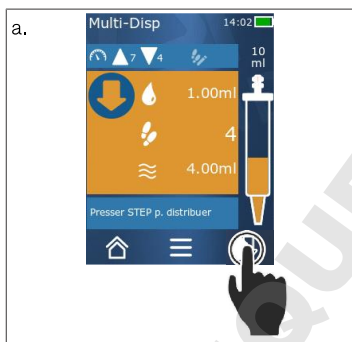 a.
Multi-Disp 14:02
7 4 10
ml
1.00ml
4
4.00ml
Presser STEP p. distribuer